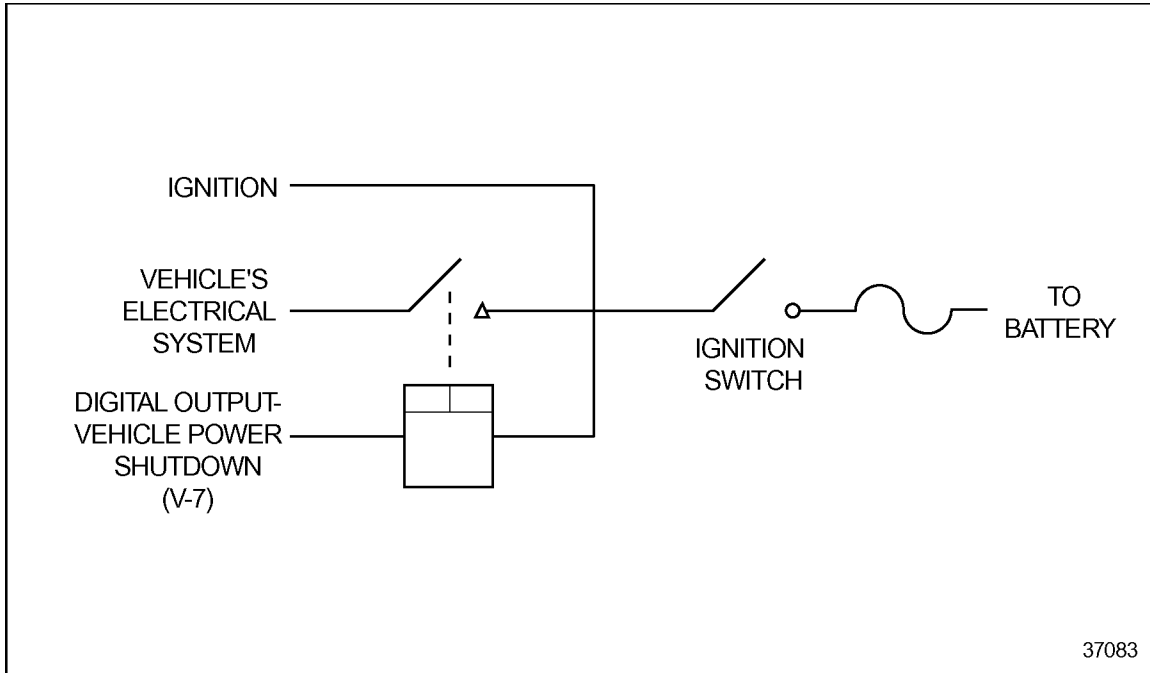 IGNITION
VEHICLE'S
ELECTRICAL
SYSTEM
DIGITAL OUTPUT-
VEHICLE POWER
SHUTDOWN
(V-7)
IGNITION
SWITCH
TO
BATTERY
37083